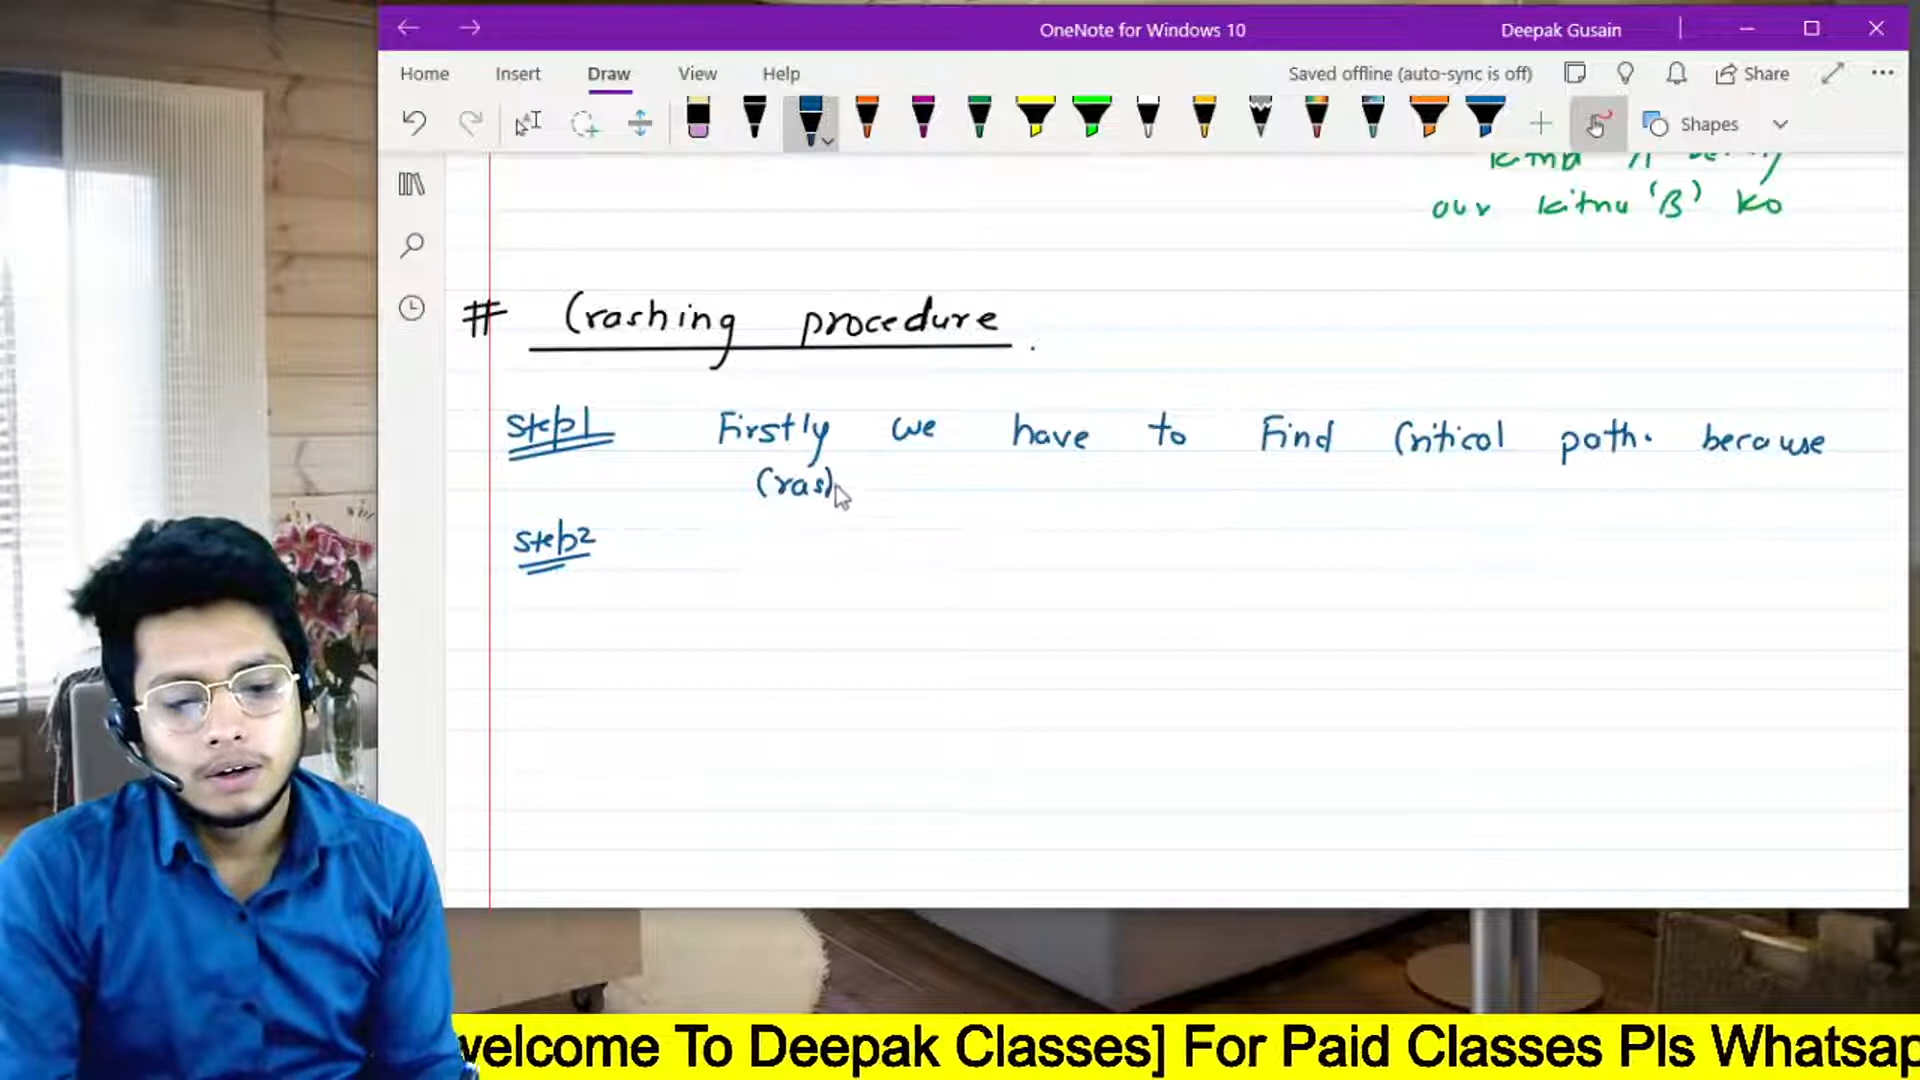 OneNote for Windows 10
Deepak Gusain
Home Insert Draw View Help
Saved offline (auto-sync is off)
Share
Shapes
our kitnu 'B' ko
# Crashing procedure.
Step1 Firstly we have to Find Critical path. because
Cras
Step2
welcome To Deepak Classes] For Paid Classes Pls Whatsap